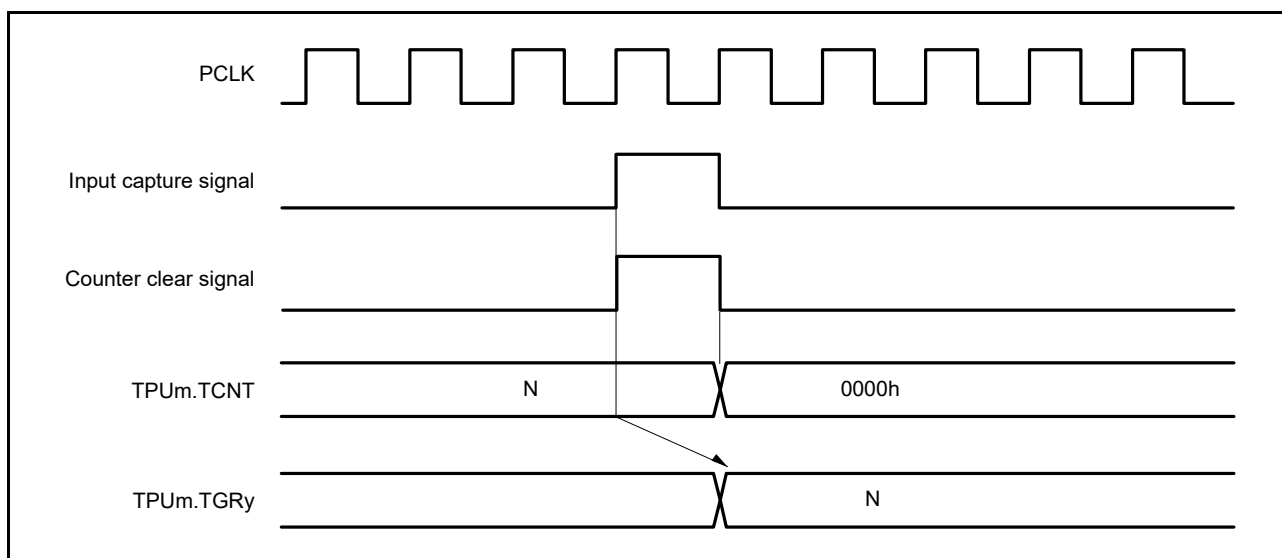 PCLK
Input capture signal
Counter clear signal
TPUm.TCNT
N
0000h
TPUm.TGRy
N